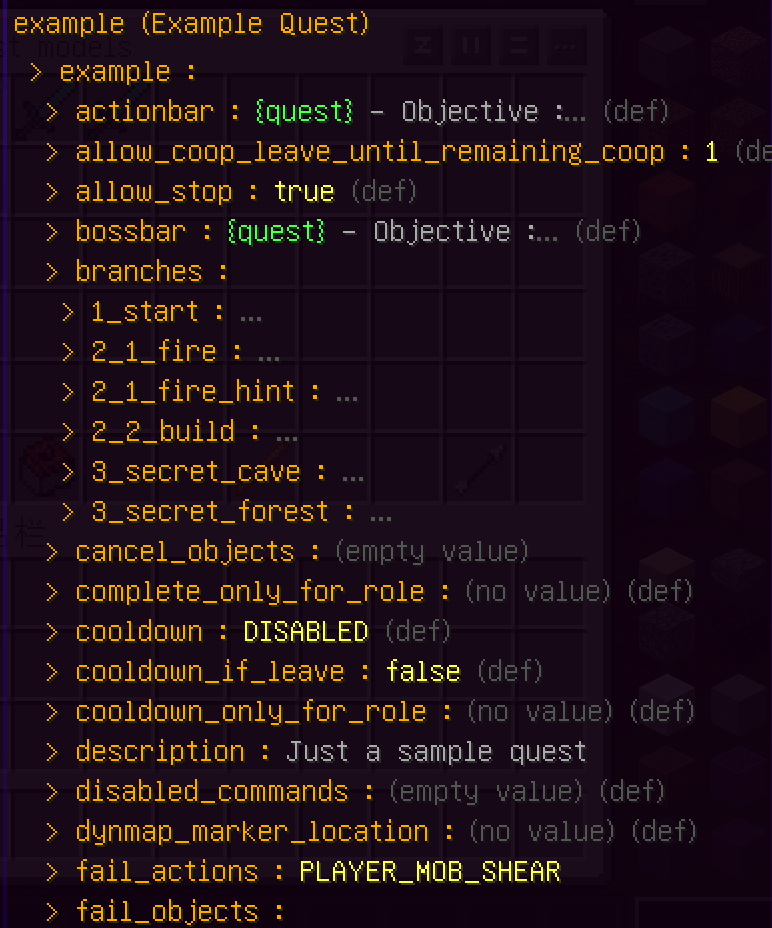 example (Example Quest)
> example :
> actionbar : {quest} - Objective :... (def)
> allow_coop_leave_until_remaining_coop : 1 (de
> allow_stop : true (def)
> bossbar : {quest} - Objective :... (def)
> branches :
> 1_start : ...
> 2_1_fire : ...
> 2_1_fire_hint : ...
> 2_2_build : ...
> 3_secret_cave : ...
> 3_secret_forest : ...
> cancel_objects : (empty value)
> complete_only_for_role : (no value) (def)
> cooldown : DISABLED (def)
> cooldown_if_leave : false (def)
> cooldown_only_for_role : (no value) (def)
> description : Just a sample quest
> disabled_commands : (empty value) (def)
> dynmap_marker_location : (no value) (def)
> fail_actions : PLAYER_MOB_SHEAR
> fail_objects :